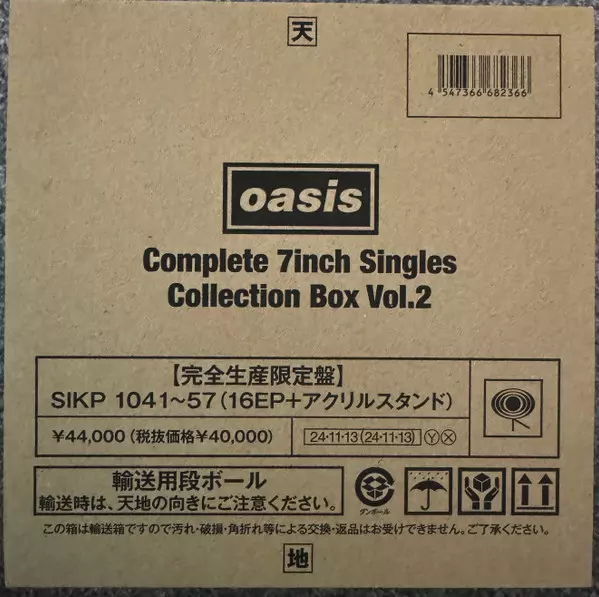 天
4 547366 682366
oasis
Complete 7inch Singles
Collection Box Vol.2
【完全生産限定盤】
SIKP 1041〜57(16EP+アクリルスタンド)
¥44,000(税抜価格¥40,000)
24・11・13(24・11・13) Ⓨ Ⓧ
輸送用段ボール
輸送時は、天地の向きにご注意ください。
ダンボール
この箱は輸送箱ですので汚れ・破損・角折れ等による交換・返品はお受けできません。ご了承ください。
地